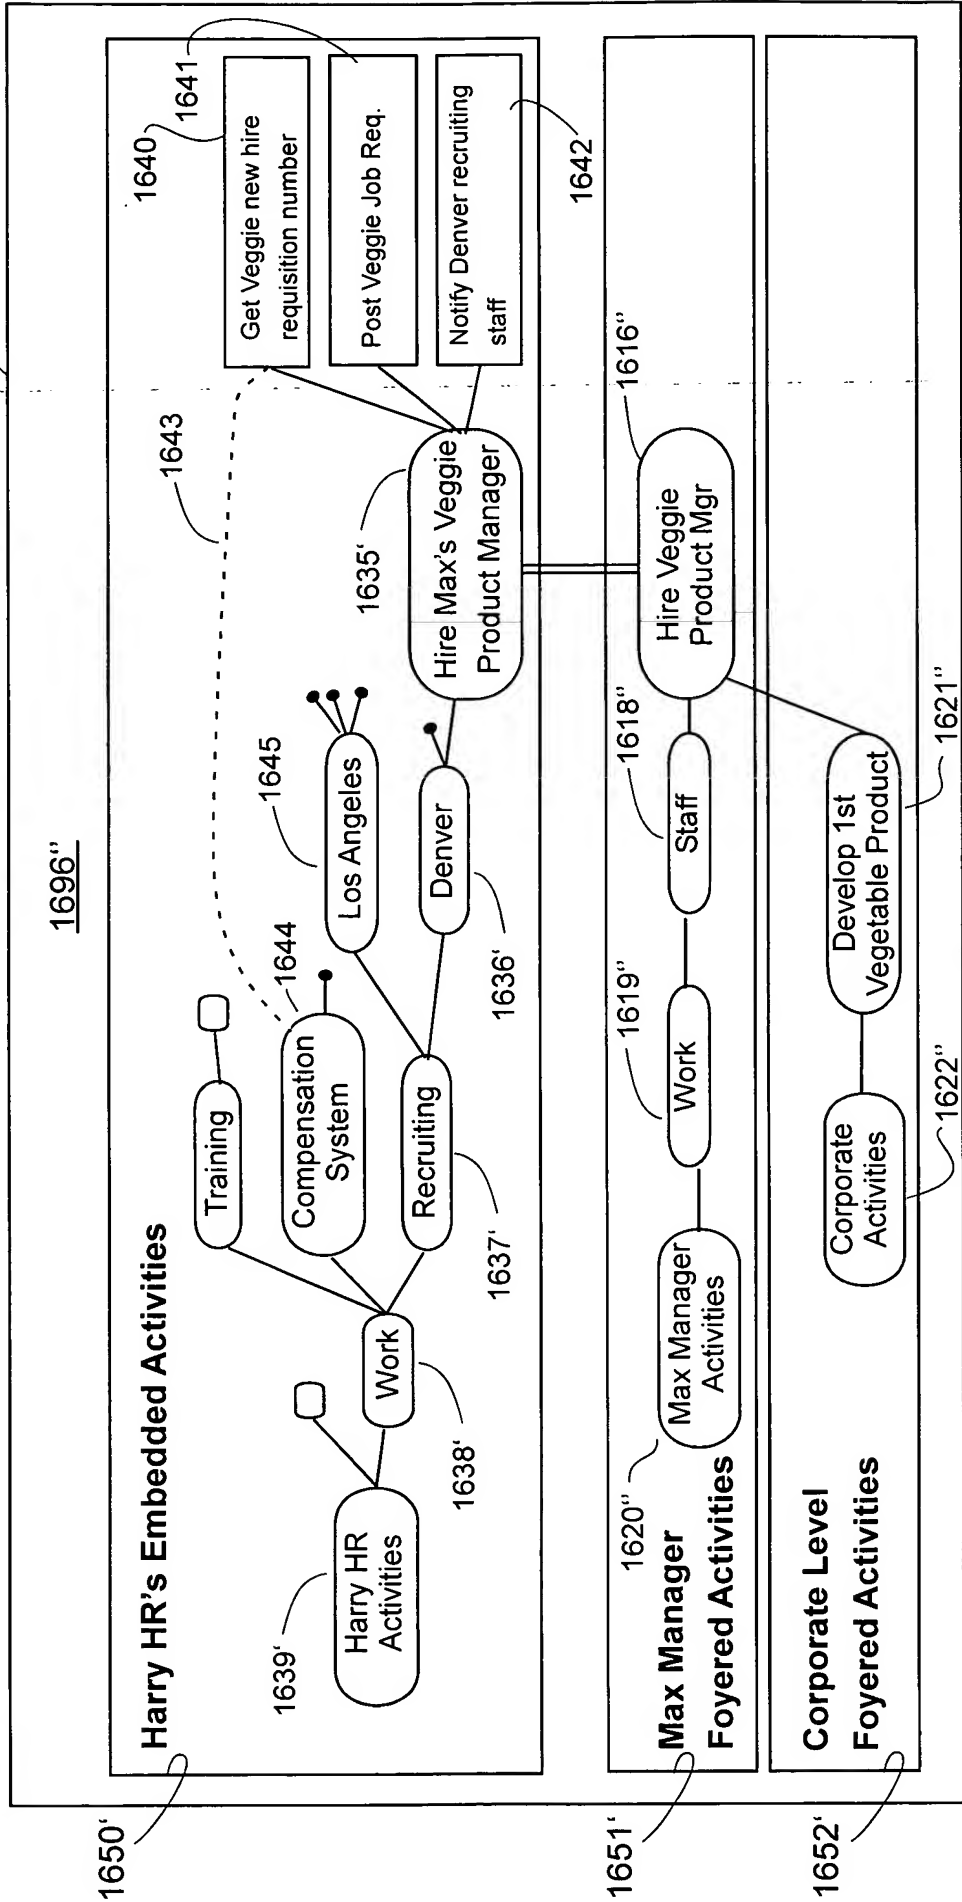 1696"
1650'
Harry HR's Embedded Activities
1639'
Harry HR
Activities
1638'
Work
Training
1644
Compensation
System
1637'
Recruiting
1645
Los Angeles
1636'
Denver
1643
1635'
Hire Max's Veggie
Product Manager
1640
Get Veggie new hire
requisition number
1641
Post Veggie Job Req.
1642
Notify Denver recruiting
staff
1651'
Max Manager
Foyered Activities
1620"
Max Manager
Activities
1619"
Work
1618"
Staff
1616"
Hire Veggie
Product Mgr
1652'
Corporate Level
Foyered Activities
1622"
Corporate
Activities
1621"
Develop 1st
Vegetable Product